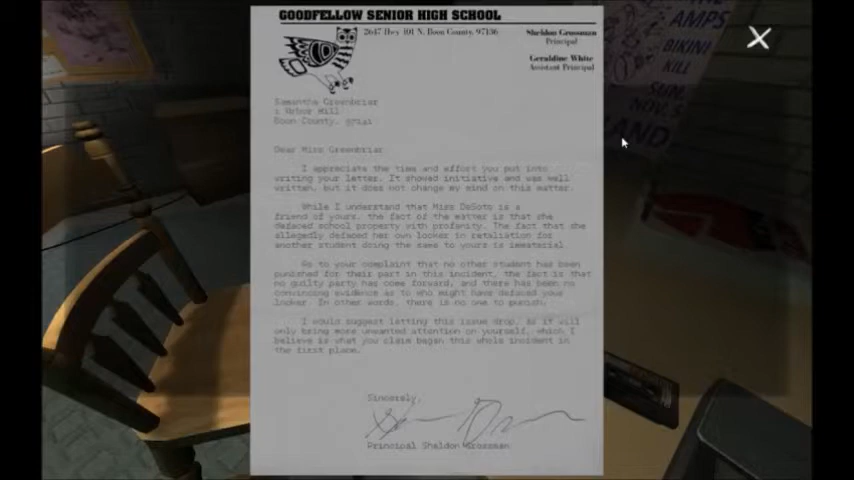 GOODFELLOW SENIOR HIGH SCHOOL
2647 Hwy 101 N. Boon County, 97136
Sheldon Grossman
Principal
Geraldine White
Assistant Principal
Samantha Greenbriar
1 Arbor Hill
Boon County, 97141
Dear Miss Greenbriar
I appreciate the time and effort you put into
writing your letter. It showed initiative and was well
written, but it does not change my mind on this matter.
While I understand that Miss DeSoto is a
friend of yours, the fact of the matter is that she
defaced school property with profanity. The fact that she
allegedly defaced her own locker in retaliation for
another student doing the same to yours is immaterial
As to your complaint that no other student has been
punished for their part in this incident, the fact is that
no guilty party has come forward, and there has been no
convincing evidence as to who might have defaced your
locker. In other words, there is no one to punish.
I would suggest letting this issue drop, as it will
only bring more unwanted attention on yourself, which I
believe is what you claim began this whole incident in
the first place.
Sincerely,
Principal Sheldon Grossman
AMPS
BIKINI
KILL
SUN.
NOV. 5
LAND